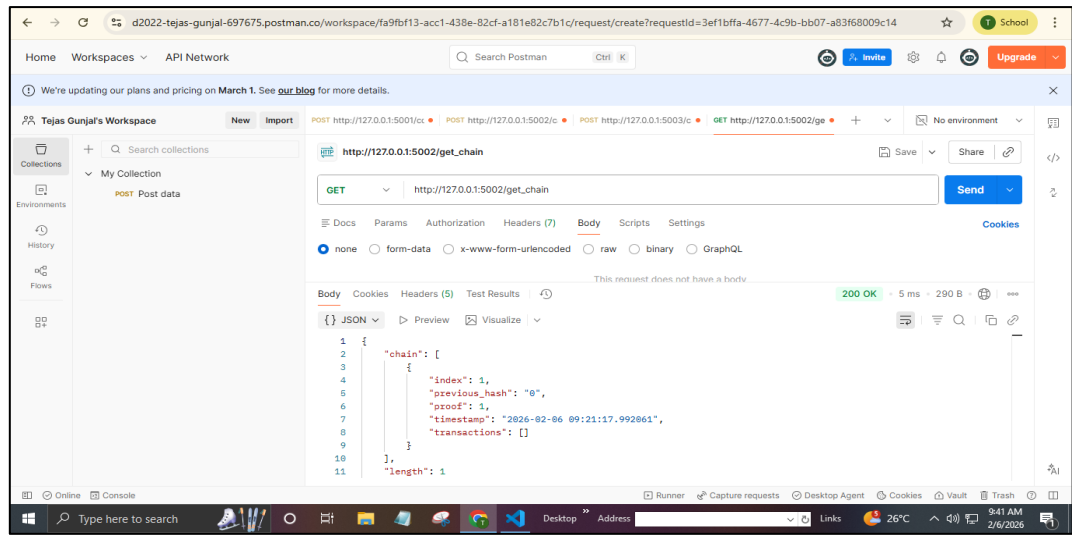 d2022-tejas-gunjal-697675.postman.co/workspace/fa9fbf13-acc1-438e-82cf-a181e82c7b1c/request/create?requestId=3ef1bffa-4677-4c9b-bb07-a83f68009c14
T School
Home Workspaces API Network Search Postman Ctrl K Invite Upgrade
We're updating our plans and pricing on March 1. See our blog for more details.
Tejas Gunjal's Workspace New Import POST http://127.0.0.1:5001/cc POST http://127.0.0.1:5002/c POST http://127.0.0.1:5003/c GET http://127.0.0.1:5002/ge No environment
Collections
Environments
History
Flows
Search collections
My Collection
POST Post data
HTTP http://127.0.0.1:5002/get_chain Save Share
GET http://127.0.0.1:5002/get_chain Send
Docs Params Authorization Headers (7) Body Scripts Settings Cookies
none form-data x-www-form-urlencoded raw binary GraphQL
This request does not have a body
Body Cookies Headers (5) Test Results 200 OK 5 ms 290 B
{} JSON Preview Visualize
1 {
2 "chain": [
3 {
4 "index": 1,
5 "previous_hash": "0",
6 "proof": 1,
7 "timestamp": "2026-02-06 09:21:17.992061",
8 "transactions": []
9 }
10 ],
11 "length": 1
AI
Online Console Runner Capture requests Desktop Agent Cookies Vault Trash
Type here to search Desktop Address Links 26°C 9:41 AM
2/6/2026